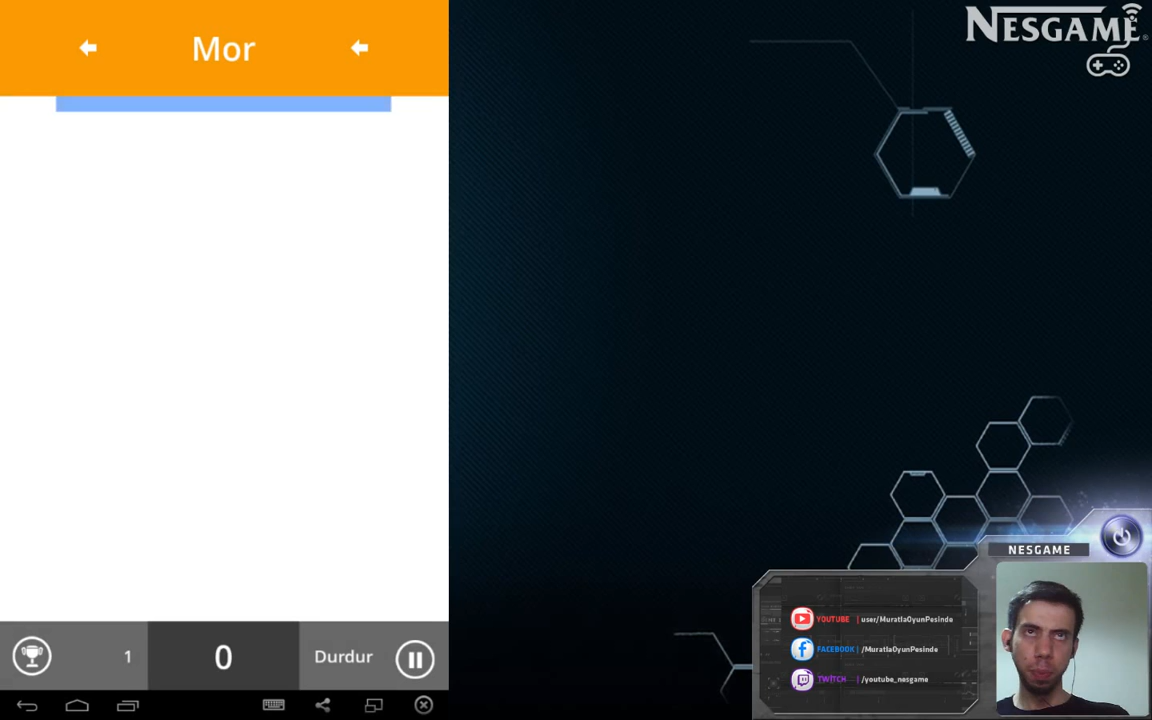 Mor
NESGAME
1
0
Durdur
NESGAME
YOUTUBE | user/MuratlaOyunPesinde
FACEBOOK | /MuratlaOyunPesinde
TWITCH | /youtube_nesgame